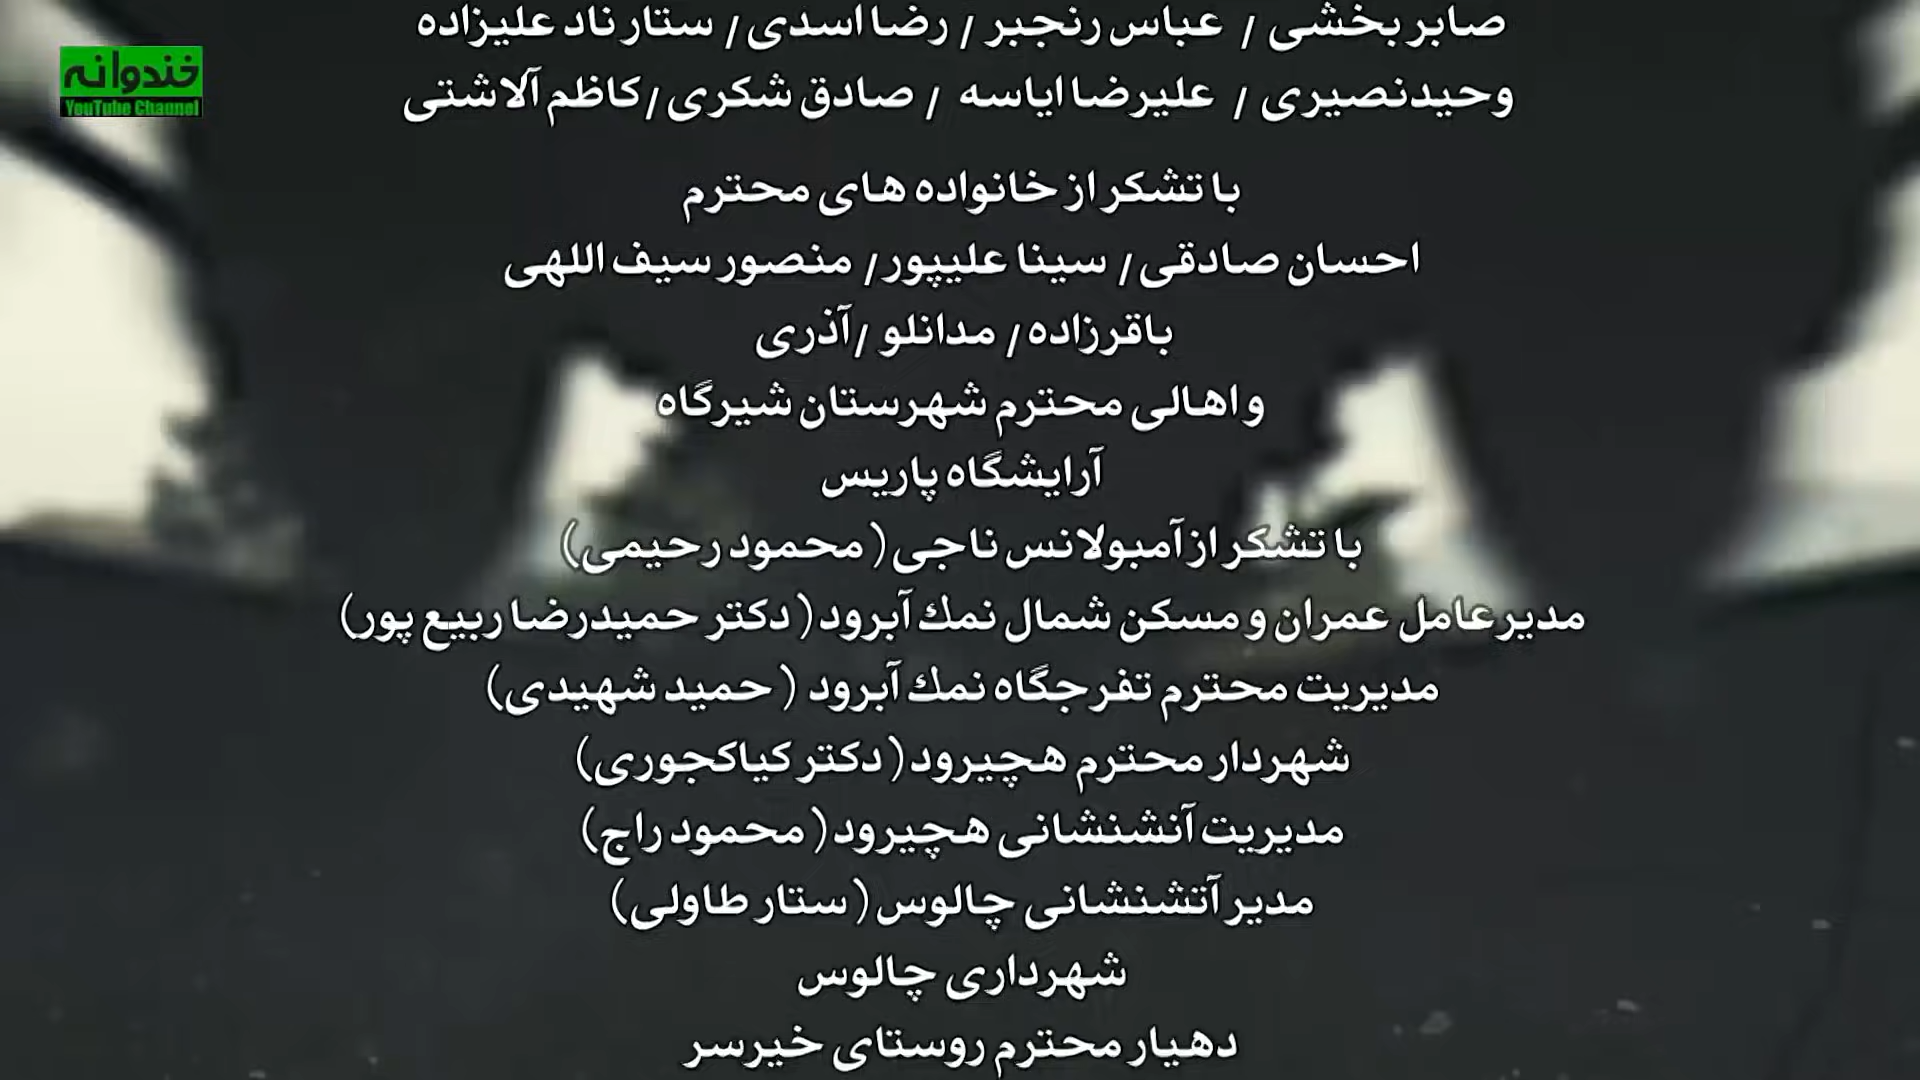 صابر بخشی / عباس رنجبر / رضا اسدی / ستار ناد علیزاده
خندوانه
YouTube Channel
وحید نصیری / علیرضا ایاسه / صادق شکری / کاظم آلاشتی
با تشکر از خانواده های محترم
احسان صادقی / سینا علیپور / منصور سیف اللهی
باقرزاده / مدانلو / آذری
و اهالی محترم شهرستان شیرگاه
آرایشگاه پاریس
با تشکر از آمبولانس ناجی ( محمود رحیمی )
مدیرعامل عمران و مسکن شمال نمك آبرود ( دکتر حمیدرضا ربیع پور )
مدیریت محترم تفرجگاه نمك آبرود ( حمید شهیدی )
شهردار محترم هچیرود ( دکتر کیاکجوری )
مدیریت آنشنشانی هچیرود ( محمود راج )
مدیر آتشنشانی چالوس ( ستار طاولی )
شهرداری چالوس
دهیار محترم روستای خیرسر